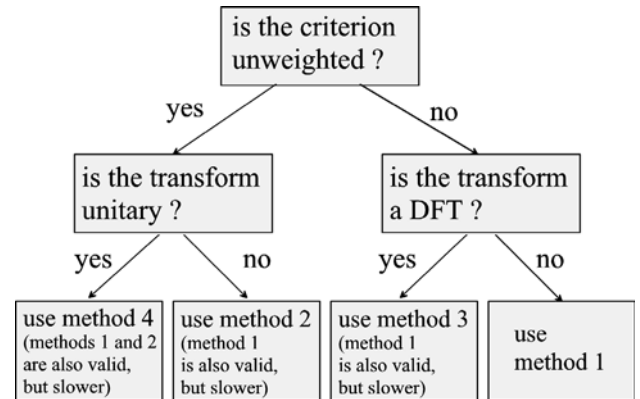 is the criterion
unweighted ?
yes
no
is the transform
unitary ?
is the transform
a DFT ?
yes
no
yes
no
use method 4
(methods 1 and 2
are also valid,
but slower)
use method 2
(method 1
is also valid,
but slower)
use method 3
(method 1
is also valid,
but slower)
use
method 1